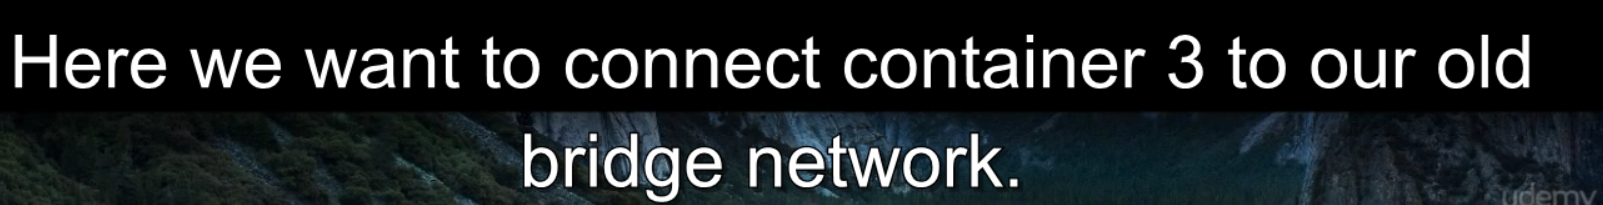 Here we want to connect container 3 to our old
bridge network.
udemy